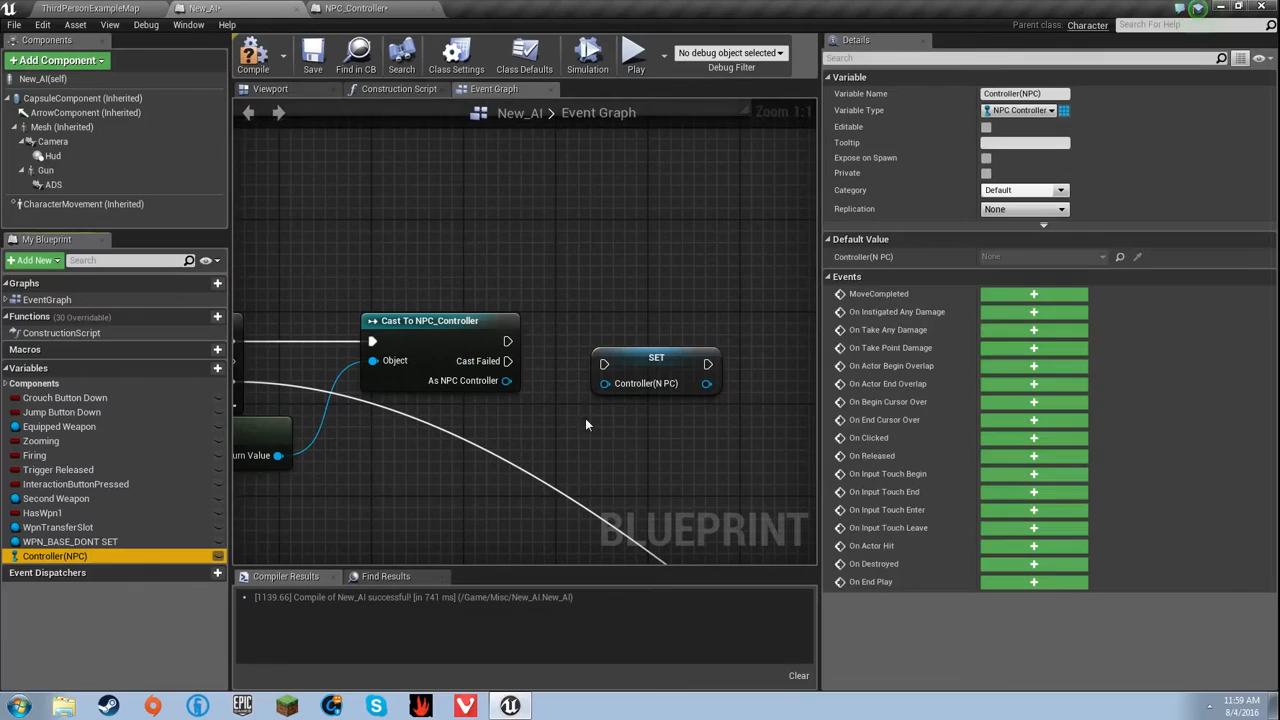 ThirdPersonExampleMap
New_AI*
NPC_Controller*
File
Edit
Asset
View
Debug
Window
Help
Parent class: Character
Search For Help
Components
+ Add Component
New_AI(self)
CapsuleComponent (Inherited)
ArrowComponent (Inherited)
Mesh (Inherited)
Camera
Hud
Gun
ADS
CharacterMovement (Inherited)
My Blueprint
+ Add New
Search
Graphs
EventGraph
Functions (30 Overridable)
ConstructionScript
Macros
Variables
Components
Crouch Button Down
Jump Button Down
Equipped Weapon
Zooming
Firing
Trigger Released
InteractionButtonPressed
Second Weapon
HasWpn1
WpnTransferSlot
WPN_BASE_DONT SET
Controller(NPC)
Event Dispatchers
Compile
Save
Find in CB
Search
Class Settings
Class Defaults
Simulation
Play
No debug object selected
Debug Filter
Viewport
Construction Script
Event Graph
New_AI > Event Graph
Zoom 1:1
Cast To NPC_Controller
Object
Cast Failed
As NPC Controller
SET
Controller(N PC)
urn Value
BLUEPRINT
Compiler Results
Find Results
[1139.66] Compile of New_AI successful! [in 741 ms] (/Game/Misc/New_AI.New_AI)
Clear
Details
Search
Variable
Variable Name
Controller(NPC)
Variable Type
NPC Controller
Editable
Tooltip
Expose on Spawn
Private
Category
Default
Replication
None
Default Value
Controller(N PC)
None
Events
MoveCompleted
On Instigated Any Damage
On Take Any Damage
On Take Point Damage
On Actor Begin Overlap
On Actor End Overlap
On Begin Cursor Over
On End Cursor Over
On Clicked
On Released
On Input Touch Begin
On Input Touch End
On Input Touch Enter
On Input Touch Leave
On Actor Hit
On Destroyed
On End Play
EPIC
GAMES
11:59 AM
8/4/2016